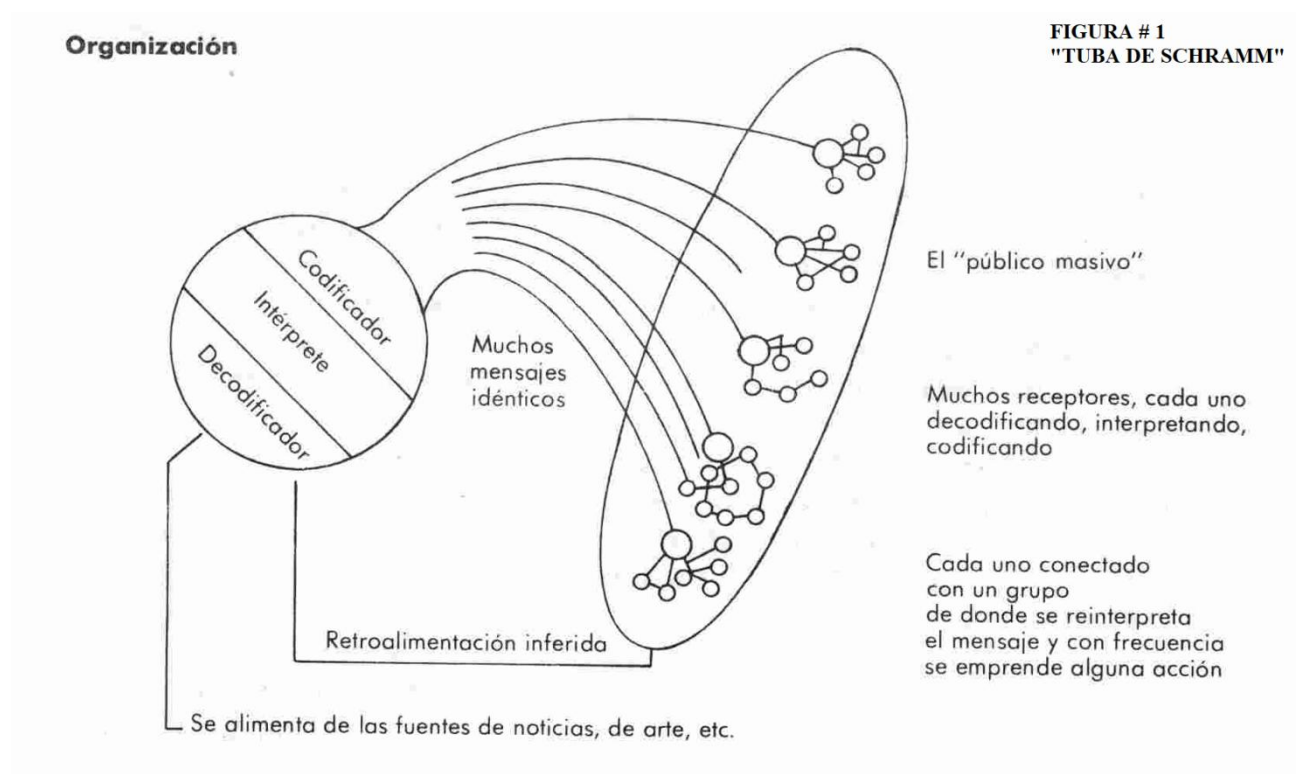 Organización
FIGURA # 1
"TUBA DE SCHRAMM"
Codificador
Intérprete
Decodificador
Muchos
mensajes
idénticos
El "público masivo"
Muchos receptores, cada uno
decodificando, interpretando,
codificando
Cada uno conectado
con un grupo
de donde se reinterpreta
el mensaje y con frecuencia
se emprende alguna acción
Retroalimentación inferida
Se alimenta de las fuentes de noticias, de arte, etc.